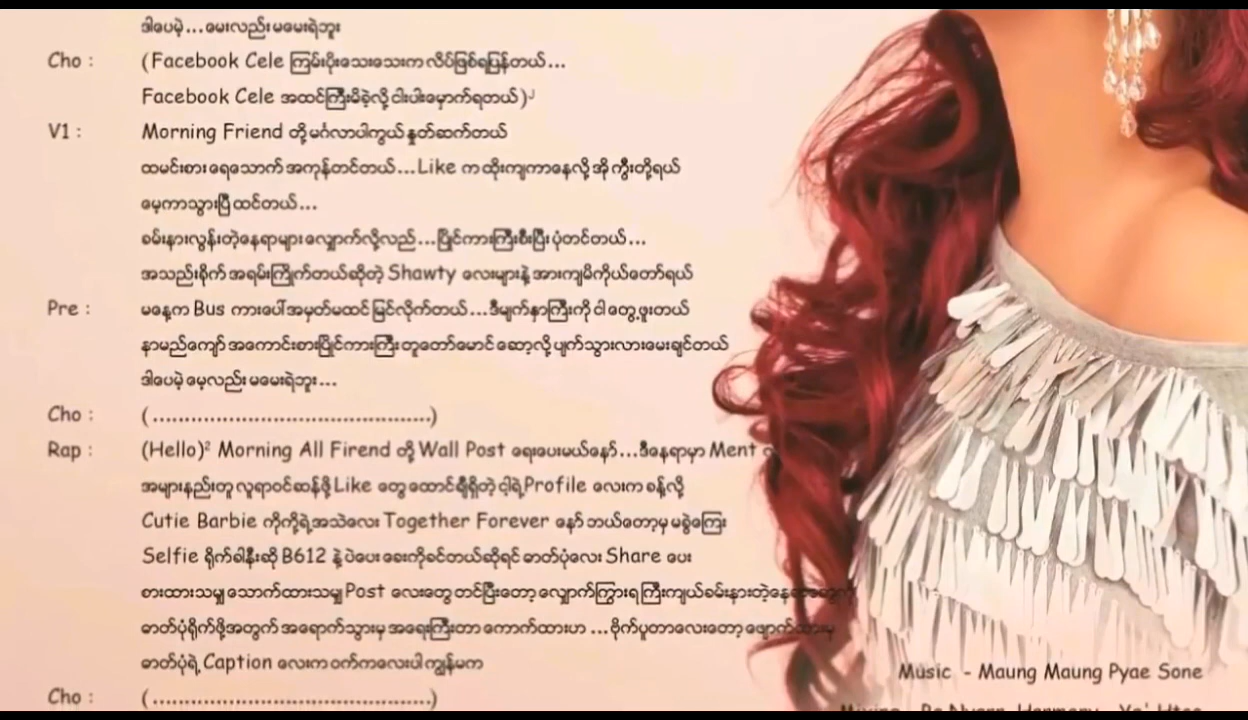 ဒါပေမဲ့...မေးလည်းမမေးရဲဘူး
Cho : (Facebook Cele ကြမ်းပိုးသေးသေးက လိပ်ဖြစ်ရပြန်တယ်...
Facebook Cele အထင်ကြီးမိခဲ့လို့ ငါးပါးမှောက်ရတယ်)၂
V1 : Morning Friend တို့ မင်္ဂလာပါကွယ် နှုတ်ဆက်တယ်
ထမင်းစား ရေသောက် အကုန်တင်တယ်...Like က ထိုးကျကာနေလို့ အို ကွီးတို့ရယ်
မေ့ကာသွားပြီ ထင်တယ်...
ခမ်းနားလွန်းတဲ့နေရာများ လျှောက်လို့လည်...ပြိုင်ကားကြီးစီးပြီး ပုံတင်တယ်...
အသည်းခိုက် အရမ်းကြိုက်တယ်ဆိုတဲ့ Shawty လေးများနဲ့ အားကျမိကိုယ်တော်ရယ်
Pre : မနေ့က Bus ကားပေါ် အမှတ်မထင် မြင်လိုက်တယ်...ဒီမျက်နှာကြီးကို ငါ တွေ့ဖူးတယ်
နာမည်ကျော် အကောင်းစားပြိုင်ကားကြီး တူတော်မောင် ဆော့လို့ ပျက်သွားလား မေးချင်တယ်
ဒါပေမဲ့ မေ့လည်း မမေးရဲဘူး...
Cho : (............................................)
Rap : (Hello)² Morning All Firend တို့ Wall Post ရေးပေးမယ်နော်...ဒီနေရာမှာ Ment
အများနည်းတူ လူရာဝင်ဆန်ဖို့ Like တွေ ထောင်ချီရှိတဲ့ ငါ့ရဲ့ Profile လေးက ခန့်လို့
Cutie Barbie ကိုကို့ရဲ့အသဲလေး Together Forever နော် ဘယ်တော့မှ မခွဲကြေး
Selfie ရိုက်ခါနီးဆို B612 နဲ့ ပဲပေး ခေးကိုခင်တယ်ဆိုရင် ဓာတ်ပုံလေး Share ပေး
စားထားသမျှ သောက်ထားသမျှ Post လေးတွေ တင်ပြီးတော့ လျှောက်ကြွားရ ကြီးကျယ်ခမ်းနားတဲ့နေရာအတွက်
ဓာတ်ပုံရိုက်ဖို့အတွက် အရောက်သွားမှ အရေးကြီးတာ ကောက်ထားဟ ...ဗိုက်ပူတာလေးတော့ ဖျောက်ထားမှ
ဓာတ်ပုံရဲ့ Caption လေးက ဝက်ကလေးပါ ကျွန်မက
Cho : (............................................)
Music - Maung Maung Pyae Sone